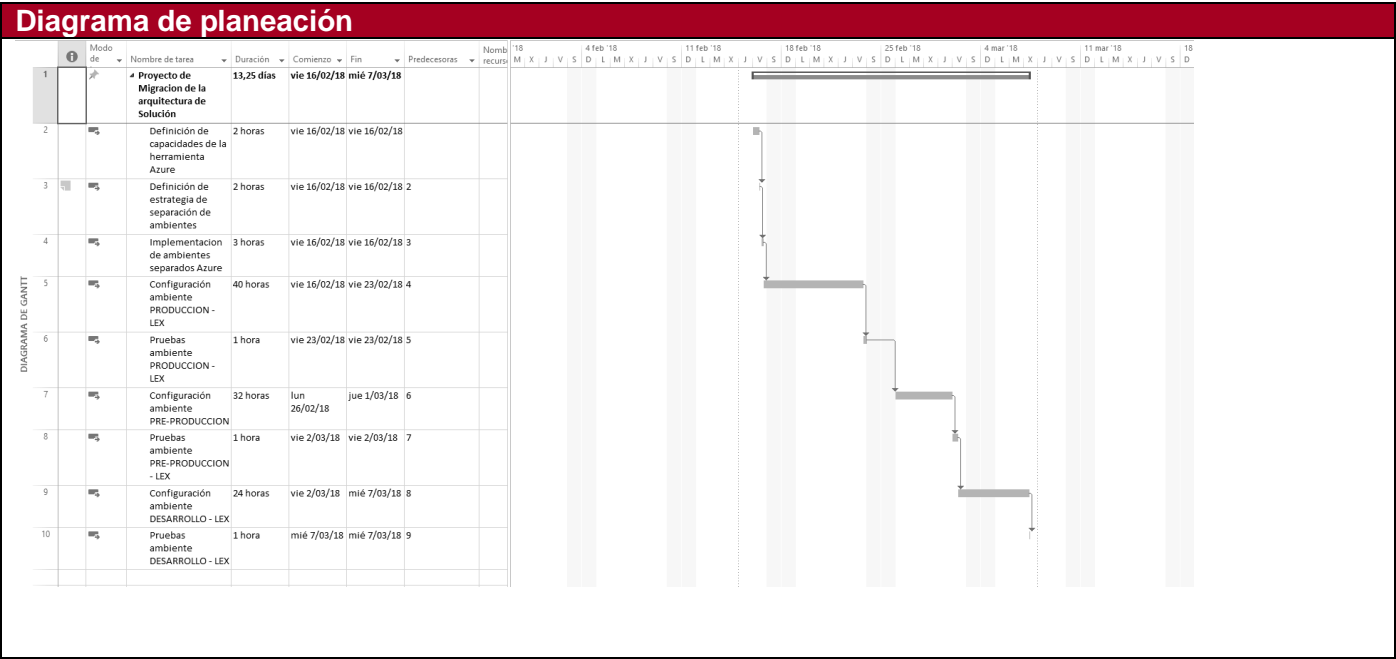 Diagrama de planeación
Modo de
Nombre de tarea
Duración
Comienzo
Fin
Predecesoras
Nomb
recurs
'18 4 feb '18 11 feb '18 18 feb '18 25 feb '18 4 mar '18 11 mar '18 18
M X J V S D L M X J V S D L M X J V S D L M X J V S D L M X J V S D L M X J V S D L M X J V S D
DIAGRAMA DE GANTT
1 Proyecto de 13,25 días vie 16/02/18 mié 7/03/18
Migracion de la
arquitectura de
Solución
2 Definición de 2 horas vie 16/02/18 vie 16/02/18
capacidades de la
herramienta
Azure
3 Definición de 2 horas vie 16/02/18 vie 16/02/18 2
estrategia de
separación de
ambientes
4 Implementacion 3 horas vie 16/02/18 vie 16/02/18 3
de ambientes
separados Azure
5 Configuración 40 horas vie 16/02/18 vie 23/02/18 4
ambiente
PRODUCCION -
LEX
6 Pruebas 1 hora vie 23/02/18 vie 23/02/18 5
ambiente
PRODUCCION -
LEX
7 Configuración 32 horas lun jue 1/03/18 6
ambiente 26/02/18
PRE-PRODUCCION
8 Pruebas 1 hora vie 2/03/18 vie 2/03/18 7
ambiente
PRE-PRODUCCION
- LEX
9 Configuración 24 horas vie 2/03/18 mié 7/03/18 8
ambiente
DESARROLLO - LEX
10 Pruebas 1 hora mié 7/03/18 mié 7/03/18 9
ambiente
DESARROLLO - LEX